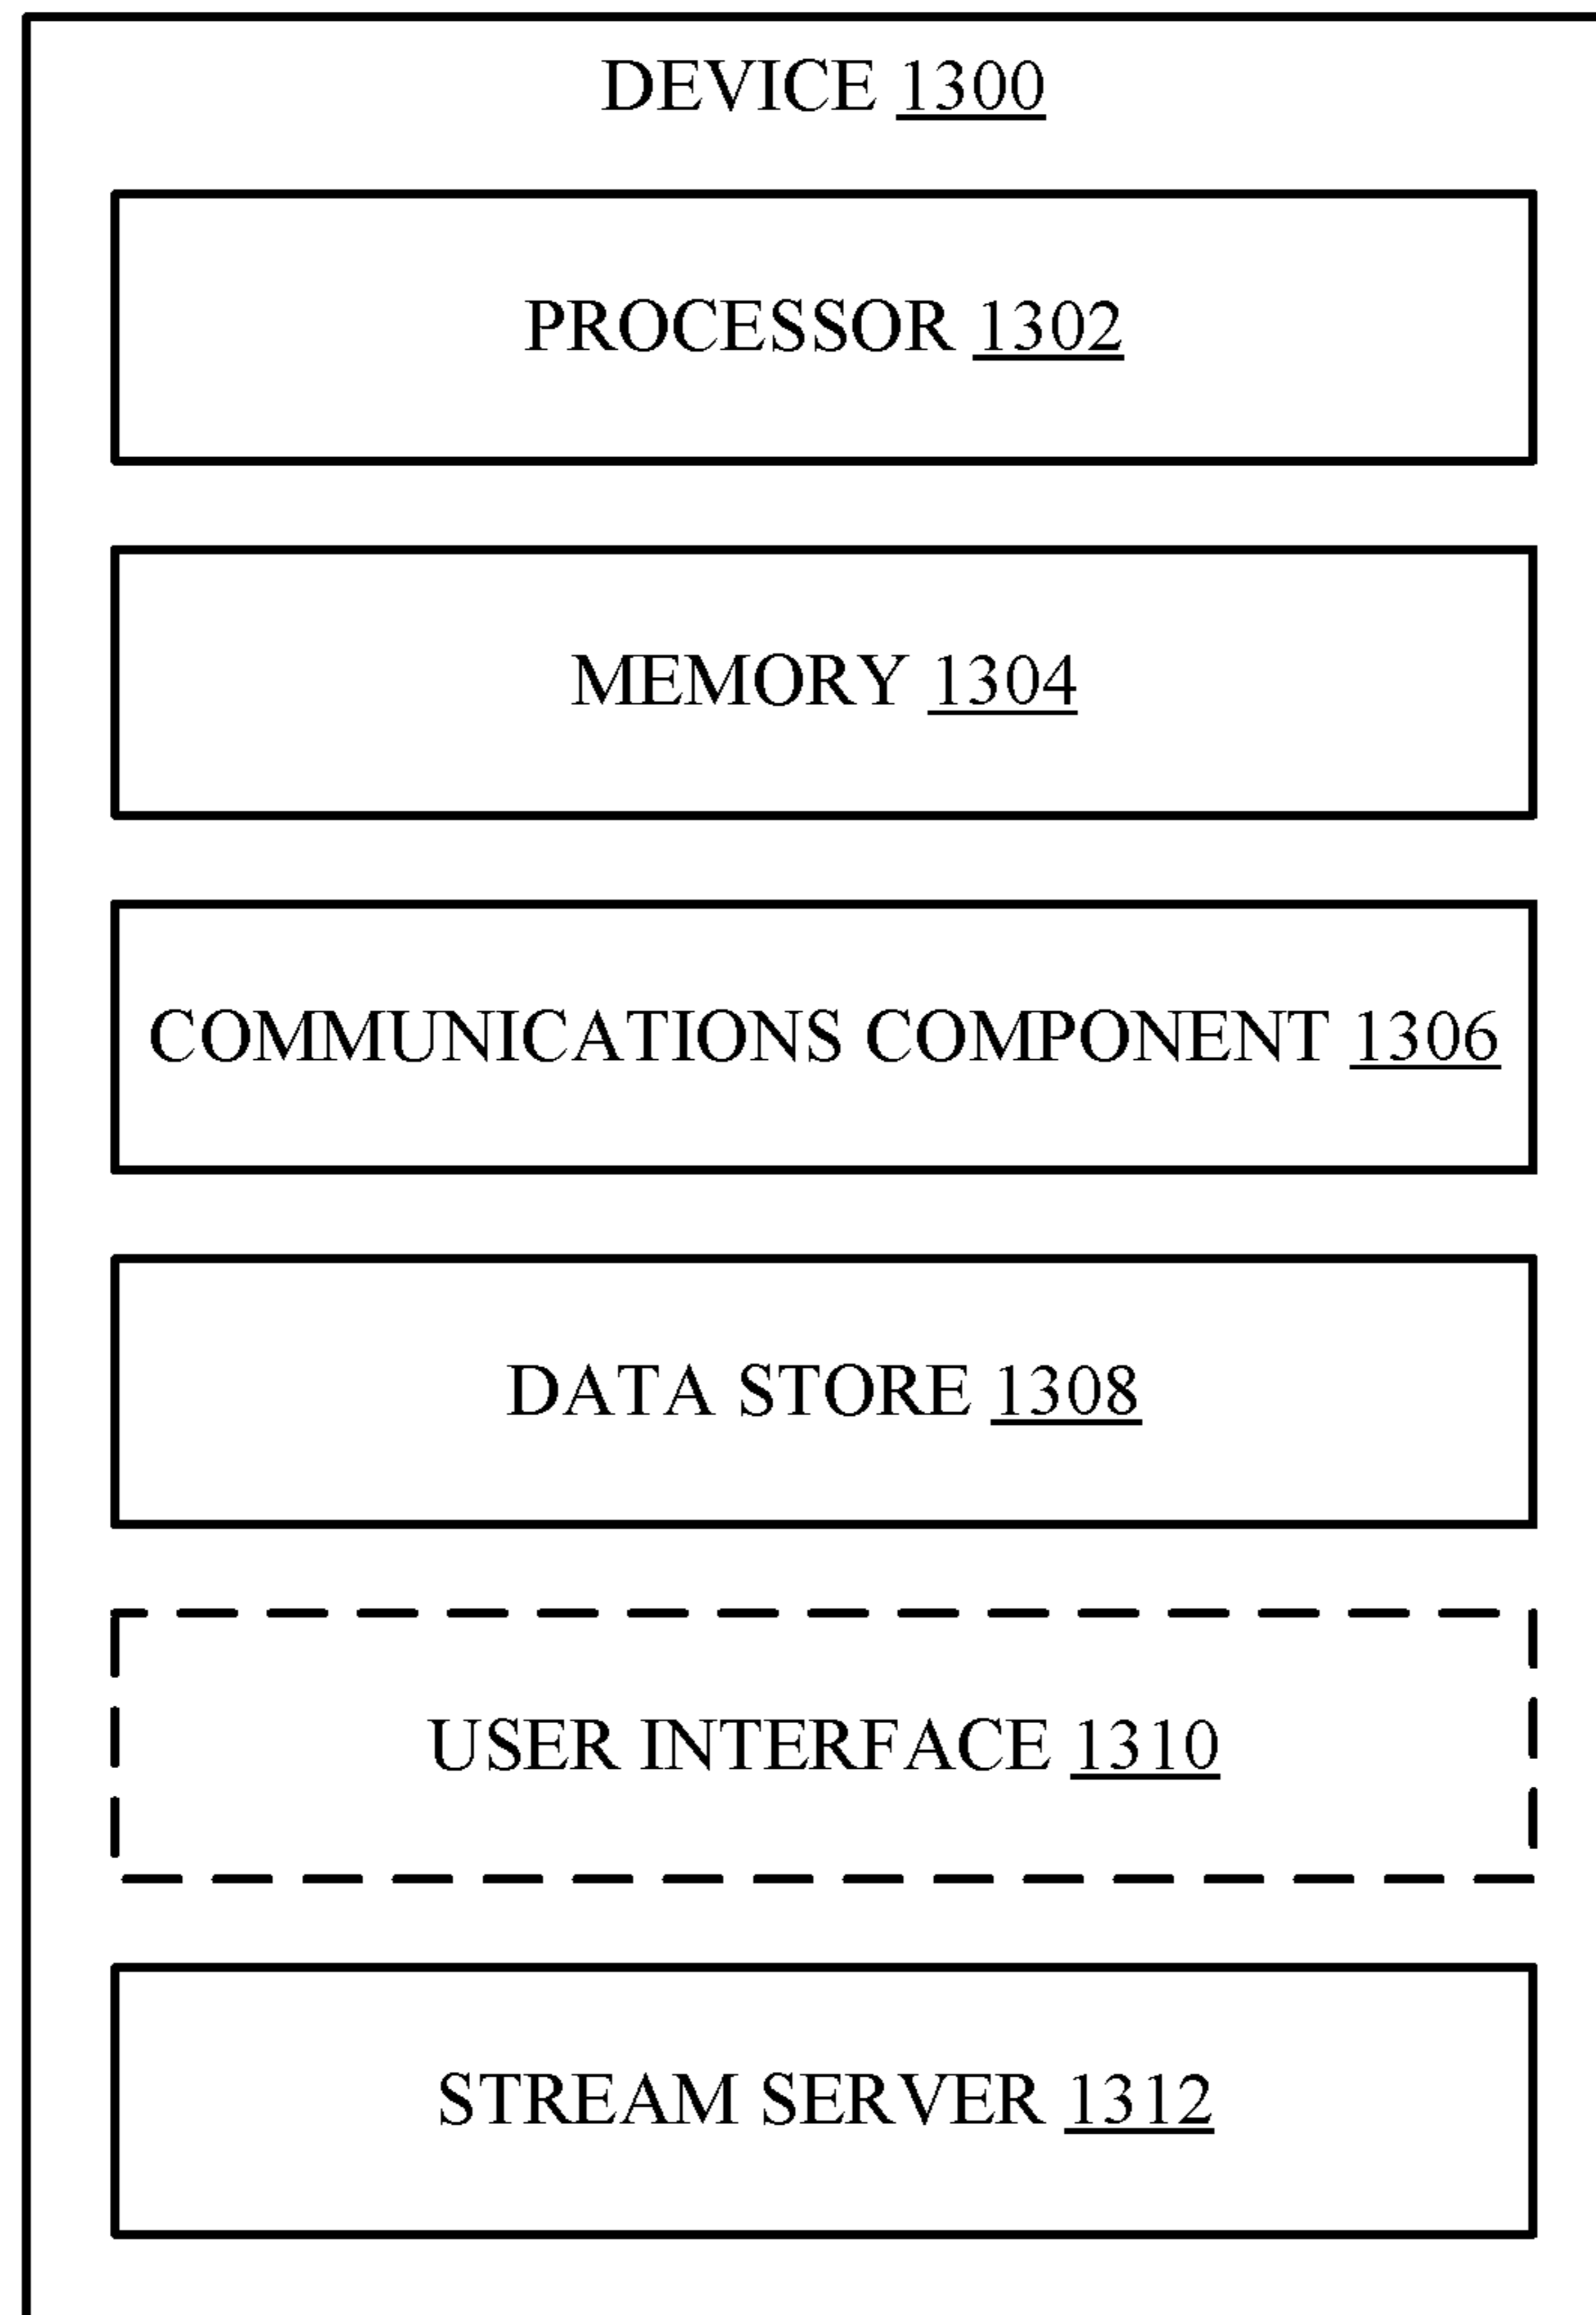 DEVICE 1300
PROCESSOR 1302
MEMORY 1304
COMMUNICATIONS COMPONENT 1306
DATA STORE 1308
USER INTERFACE 1310
STREAM SERVER 1312